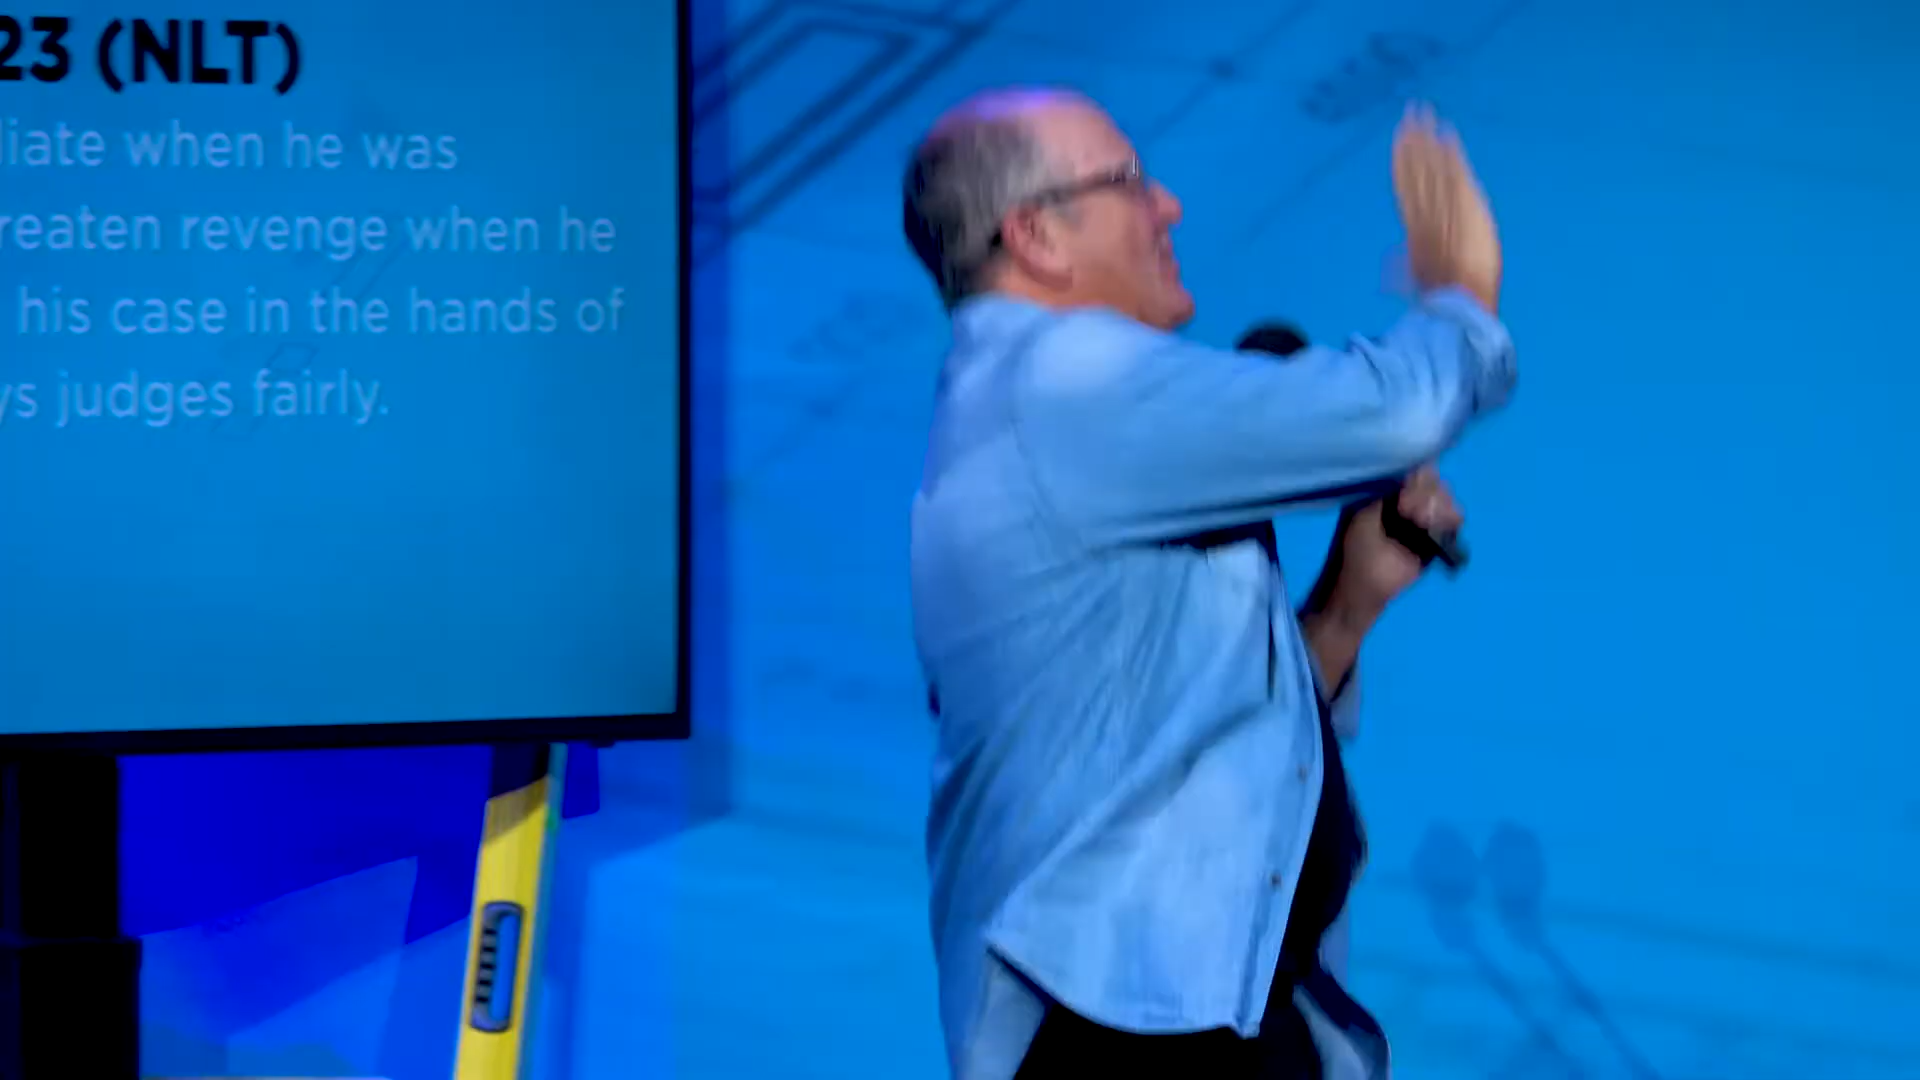 23 (NLT)
liate when he was
reaten revenge when he
his case in the hands of
ys judges fairly.